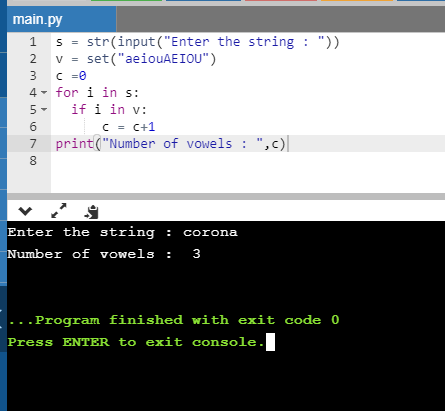 main.py
1 s = str(input("Enter the string : "))
2 v = set("aeiouAEIOU")
3 c =0
4 for i in s:
5   if i in v:
6       c = c+1
7 print("Number of vowels : ",c)
8
Enter the string : corona
Number of vowels :  3
...Program finished with exit code 0
Press ENTER to exit console.